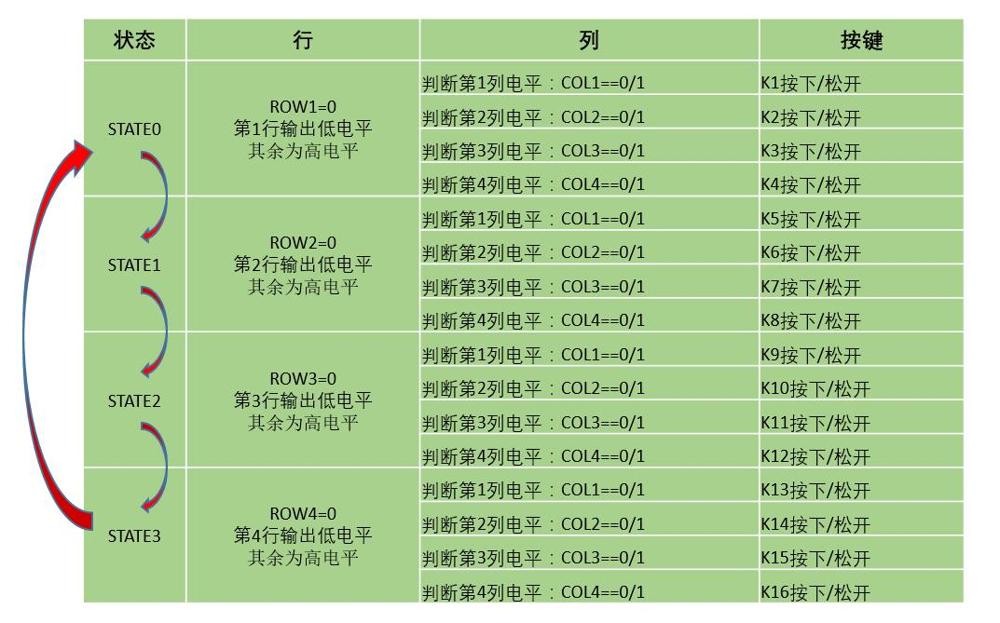 状态 行 列 按键
STATE0
ROW1=0
第1行输出低电平
其余为高电平
判断第1列电平：COL1==0/1 K1按下/松开
判断第2列电平：COL2==0/1 K2按下/松开
判断第3列电平：COL3==0/1 K3按下/松开
判断第4列电平：COL4==0/1 K4按下/松开
STATE1
ROW2=0
第2行输出低电平
其余为高电平
判断第1列电平：COL1==0/1 K5按下/松开
判断第2列电平：COL2==0/1 K6按下/松开
判断第3列电平：COL3==0/1 K7按下/松开
判断第4列电平：COL4==0/1 K8按下/松开
STATE2
ROW3=0
第3行输出低电平
其余为高电平
判断第1列电平：COL1==0/1 K9按下/松开
判断第2列电平：COL2==0/1 K10按下/松开
判断第3列电平：COL3==0/1 K11按下/松开
判断第4列电平：COL4==0/1 K12按下/松开
STATE3
ROW4=0
第4行输出低电平
其余为高电平
判断第1列电平：COL1==0/1 K13按下/松开
判断第2列电平：COL2==0/1 K14按下/松开
判断第3列电平：COL3==0/1 K15按下/松开
判断第4列电平：COL4==0/1 K16按下/松开